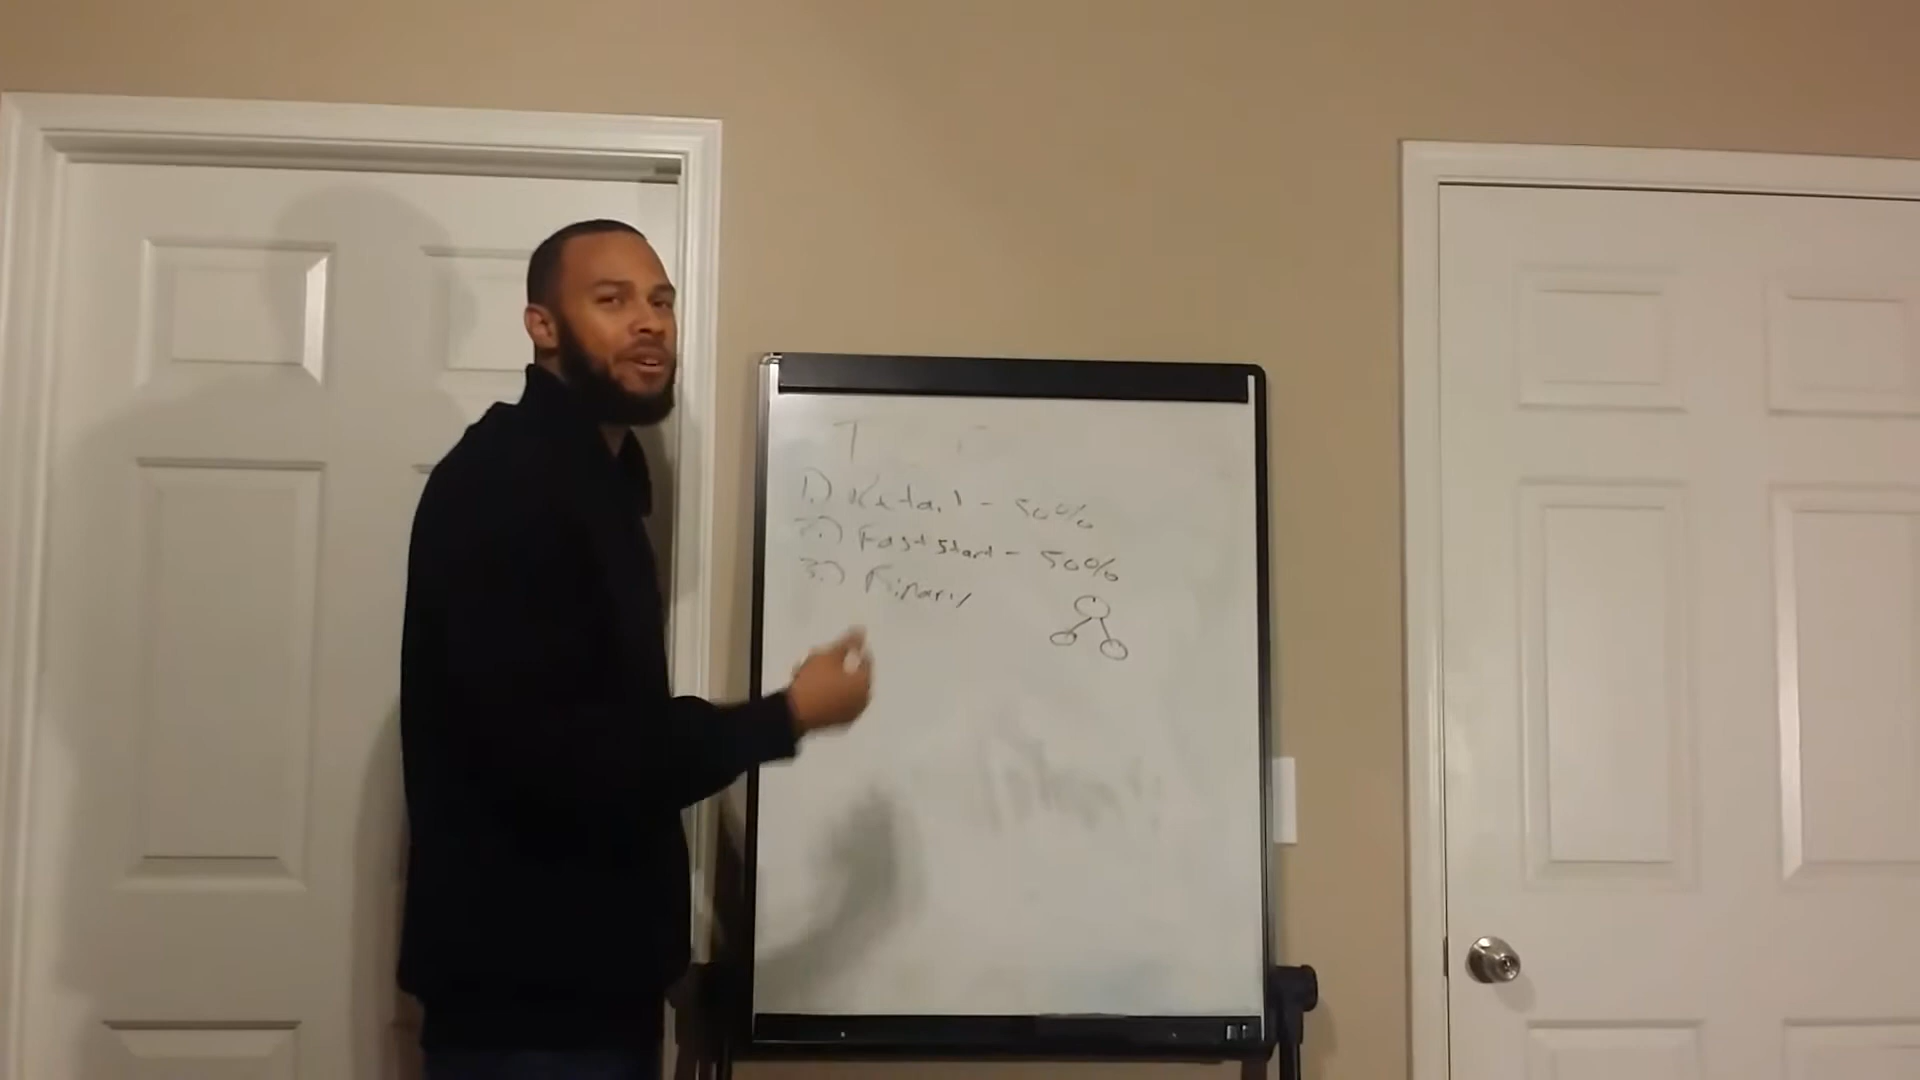 1.) Retail - 50%
2.) Fast Start - 50%
3.) Binary